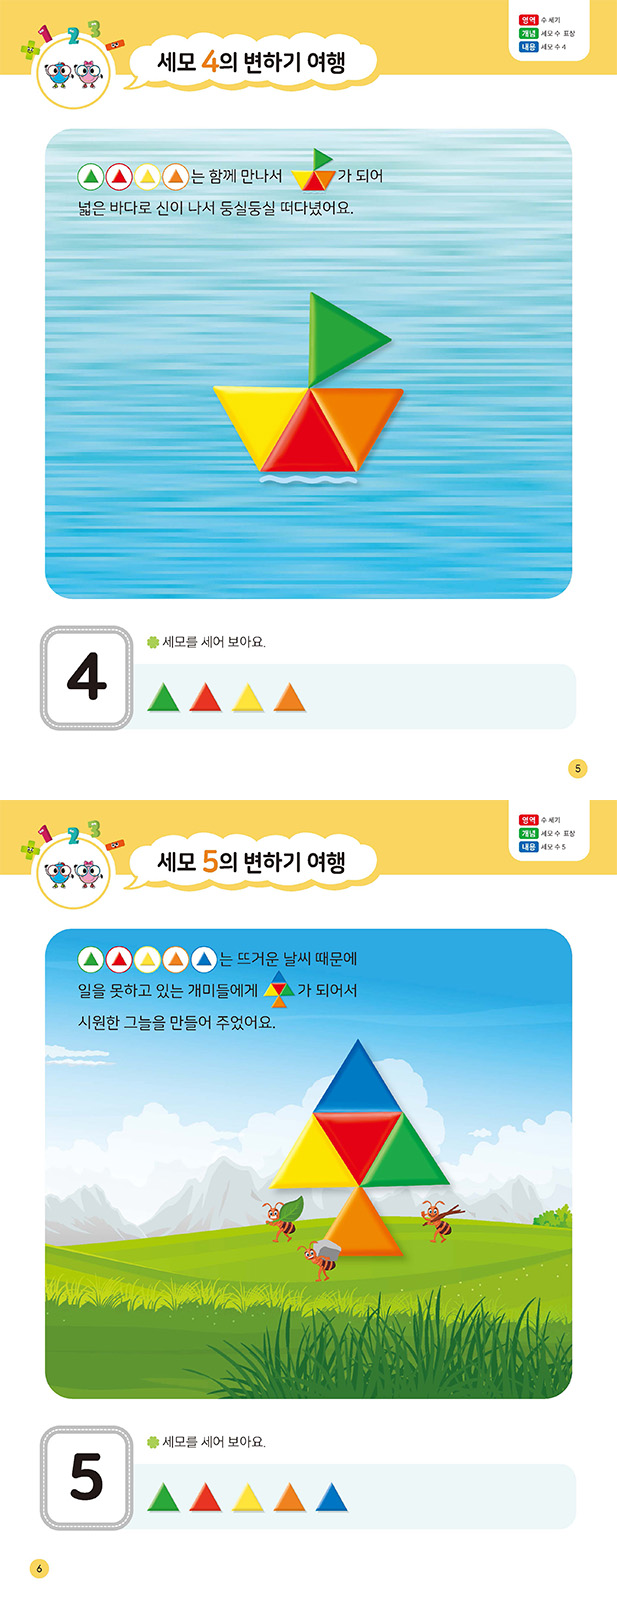 1 2 3
세모 4의 변하기 여행
영역 수 세기
개념 세모 수 표상
내용 세모 수 4
는 함께 만나서 가 되어
넓은 바다로 신이 나서 둥실둥실 떠다녔어요.
4
세모를 세어 보아요.
5
1 2 3
세모 5의 변하기 여행
영역 수 세기
개념 세모 수 표상
내용 세모 수 5
는 뜨거운 날씨 때문에
일을 못하고 있는 개미들에게 가 되어서
시원한 그늘을 만들어 주었어요.
5
세모를 세어 보아요.
6